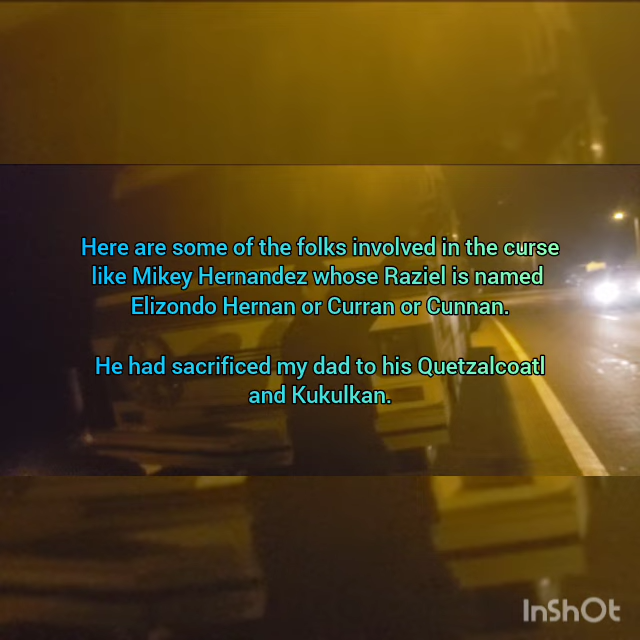 Here are some of the folks involved in the curse
like Mikey Hernandez whose Raziel is named
Elizondo Hernan or Curran or Cunnan.
He had sacrificed my dad to his Quetzalcoatl
and Kukulkan.
InShOt